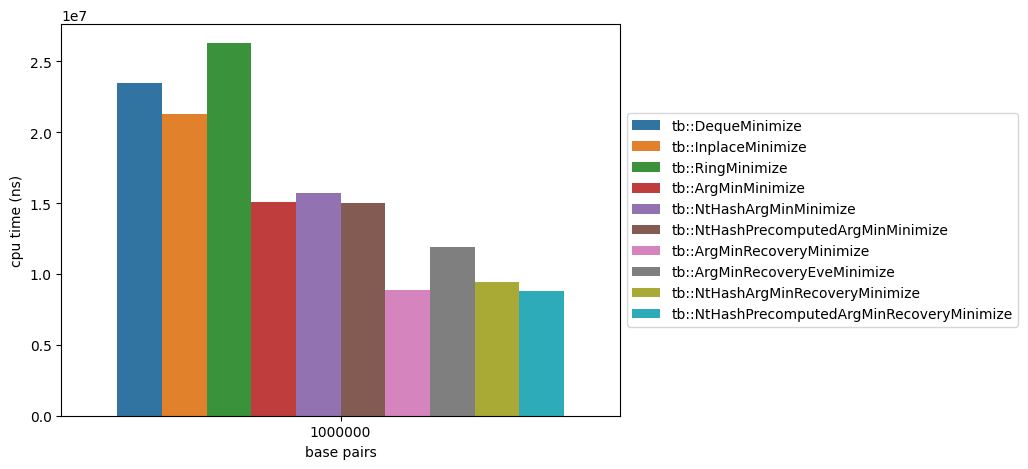 1e7
2.5
2.0
1.5
1.0
0.5
0.0
cpu time (ns)
1000000
base pairs
tb::DequeMinimize
tb::InplaceMinimize
tb::RingMinimize
tb::ArgMinMinimize
tb::NtHashArgMinMinimize
tb::NtHashPrecomputedArgMinMinimize
tb::ArgMinRecoveryMinimize
tb::ArgMinRecoveryEveMinimize
tb::NtHashArgMinRecoveryMinimize
tb::NtHashPrecomputedArgMinRecoveryMinimize